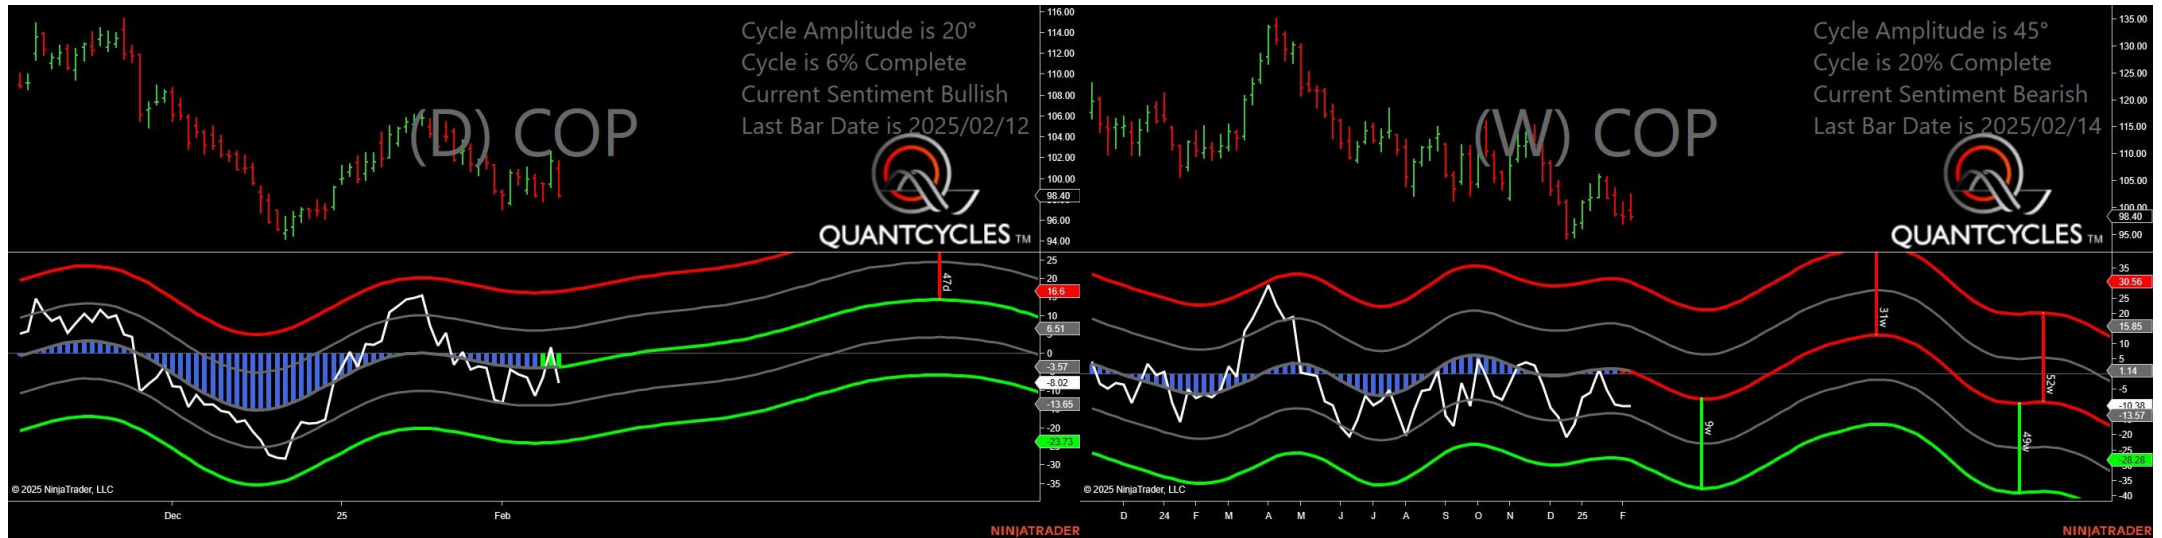 Cycle Amplitude is 20°
Cycle is 6% Complete
Current Sentiment Bullish
Last Bar Date is 2025/02/12
(D) COP
QUANTCYCLES TM
116.00
114.00
112.00
110.00
108.00
106.00
104.00
102.00
100.00
98.40
96.00
94.00
25
20
16.6
10
6.51
0
-3.57
-8.02
-13.65
-20
-23.73
-30
-35
47d
© 2025 NinjaTrader, LLC
Dec
25
Feb
NINJATRADER
Cycle Amplitude is 45°
Cycle is 20% Complete
Current Sentiment Bearish
Last Bar Date is 2025/02/14
(W) COP
QUANTCYCLES TM
135.00
130.00
125.00
120.00
115.00
110.00
105.00
100.00
98.40
95.00
35
30.56
25
20
15.85
10
5
1.14
-5
-10.38
-13.57
-20
-25
-28.28
-35
-40
9w
31w
49w
52w
© 2025 NinjaTrader, LLC
D 24 F M A M J J A S O N D 25 F
NINJATRADER